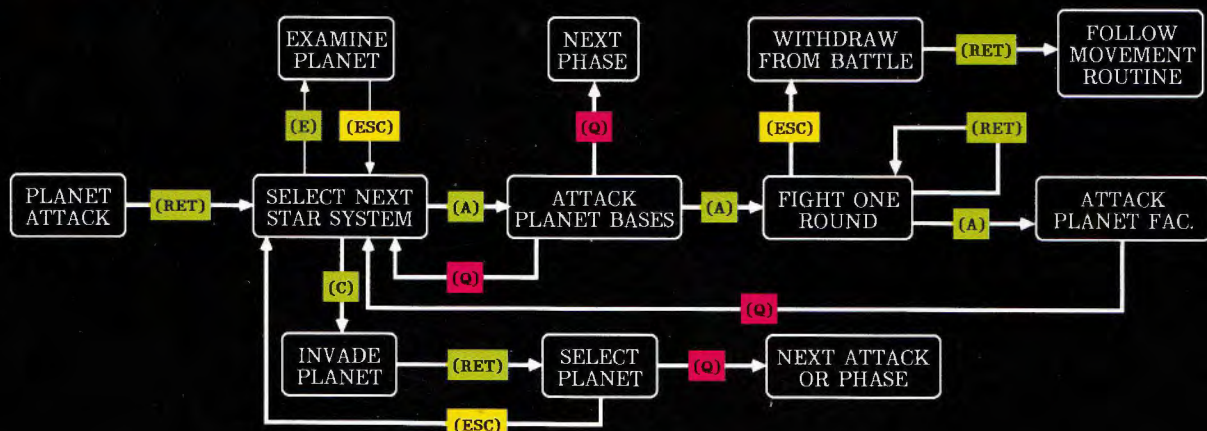 EXAMINE
PLANET
NEXT
PHASE
WITHDRAW
FROM BATTLE
(RET)
FOLLOW
MOVEMENT
ROUTINE
(E)
(ESC)
(Q)
(ESC)
(RET)
PLANET
ATTACK
(RET)
SELECT NEXT
STAR SYSTEM
(A)
ATTACK
PLANET BASES
(A)
FIGHT ONE
ROUND
(A)
ATTACK
PLANET FAC.
(Q)
(C)
(Q)
INVADE
PLANET
(RET)
SELECT
PLANET
(Q)
NEXT ATTACK
OR PHASE
(ESC)